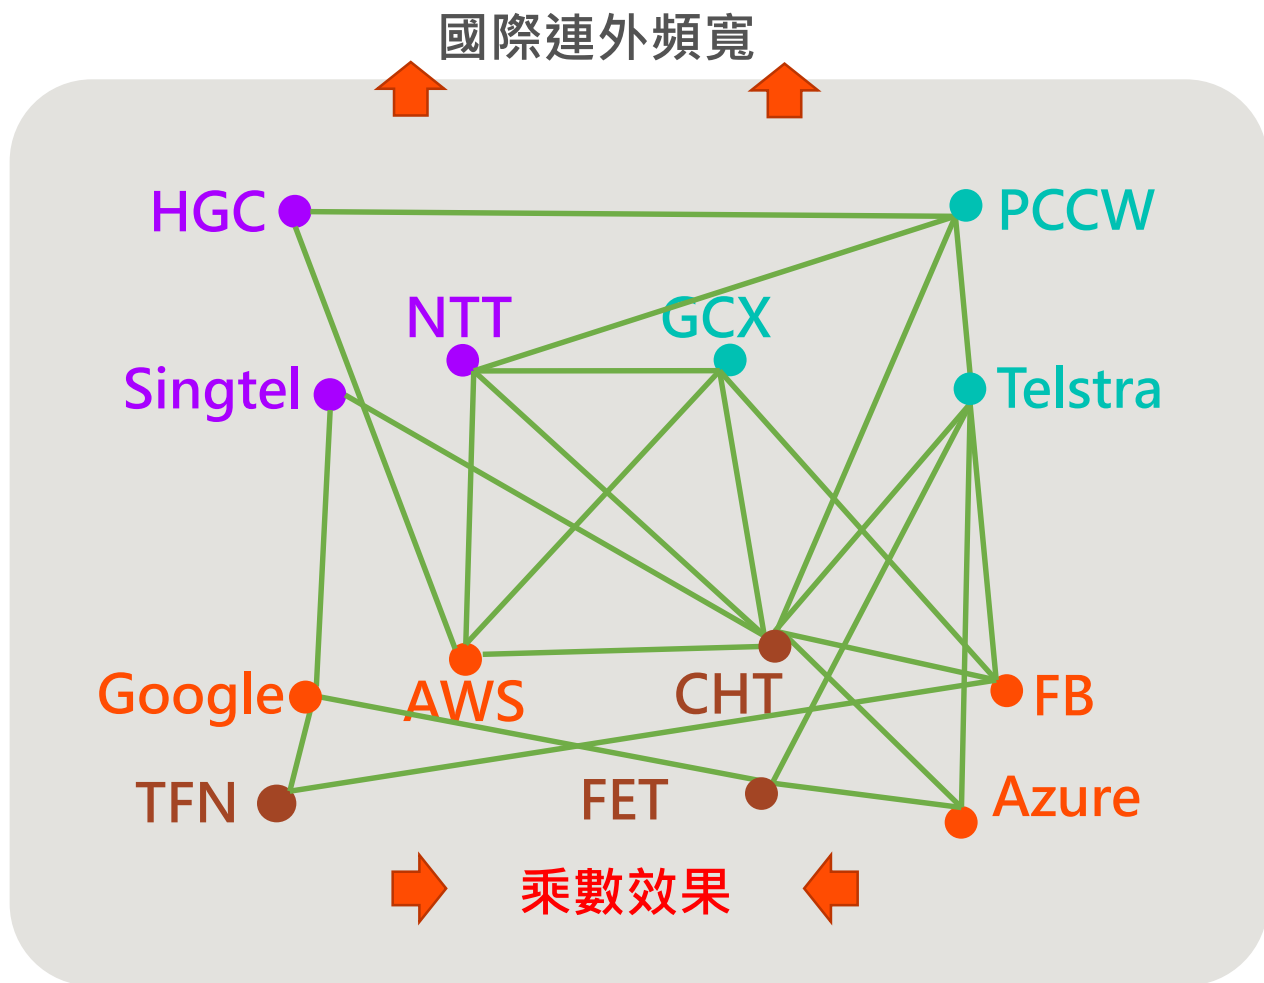 國際連外頻寬
HGC
PCCW
NTT
GCX
Singtel
Telstra
Google
AWS
CHT
FB
TFN
FET
Azure
乘數效果